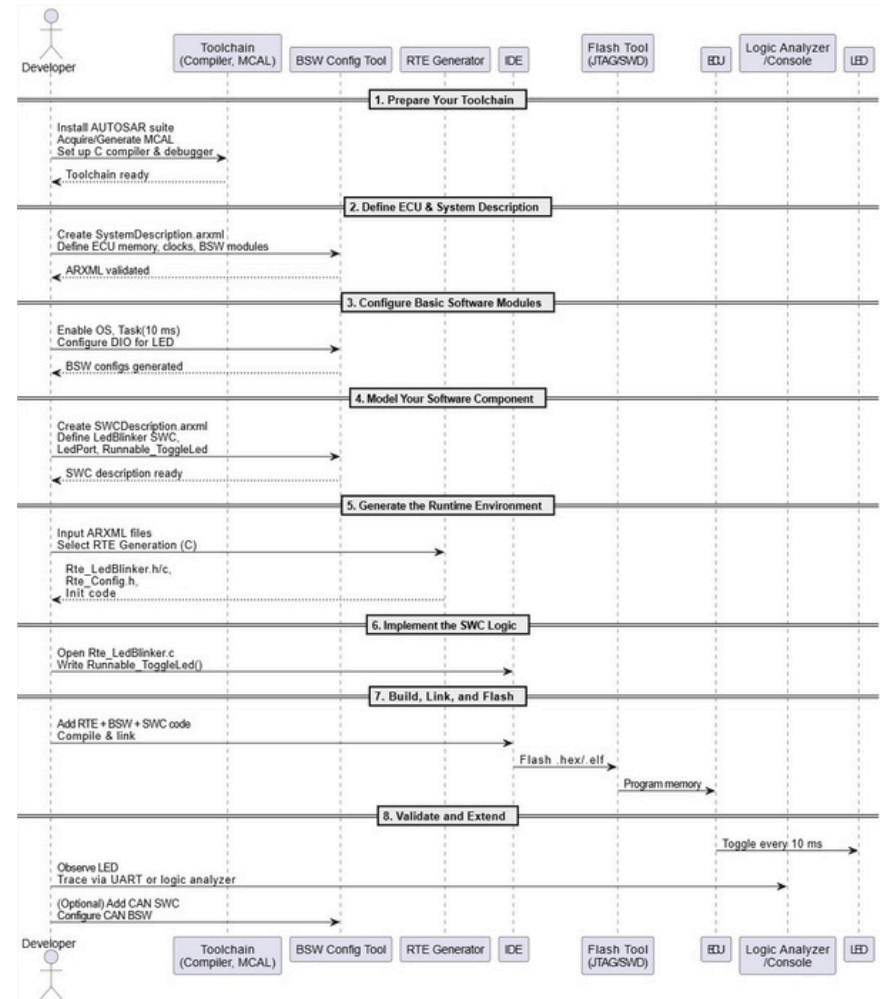 Developer
Toolchain
(Compiler, MCAL)
BSW Config Tool
RTE Generator
IDE
Flash Tool
(JTAG/SWD)
ECU
Logic Analyzer
/Console
LED
1. Prepare Your Toolchain
Install AUTOSAR suite
Acquire/Generate MCAL
Set up C compiler & debugger
Toolchain ready
2. Define ECU & System Description
Create SystemDescription.arxml
Define ECU memory, clocks, BSW modules
ARXML validated
3. Configure Basic Software Modules
Enable OS, Task(10 ms)
Configure DIO for LED
BSW configs generated
4. Model Your Software Component
Create SWCDescription.arxml
Define LedBlinker SWC,
LedPort, Runnable_ToggleLed
SWC description ready
5. Generate the Runtime Environment
Input ARXML files
Select RTE Generation (C)
Rte_LedBlinker.h/c,
Rte_Config.h,
Init code
6. Implement the SWC Logic
Open Rte_LedBlinker.c
Write Runnable_ToggleLed()
7. Build, Link, and Flash
Add RTE + BSW + SWC code
Compile & link
Flash .hex/.elf
Program memory
8. Validate and Extend
Toggle every 10 ms
Observe LED
Trace via UART or logic analyzer
(Optional) Add CAN SWC
Configure CAN BSW
Developer
Toolchain
(Compiler, MCAL)
BSW Config Tool
RTE Generator
IDE
Flash Tool
(JTAG/SWD)
ECU
Logic Analyzer
/Console
LED